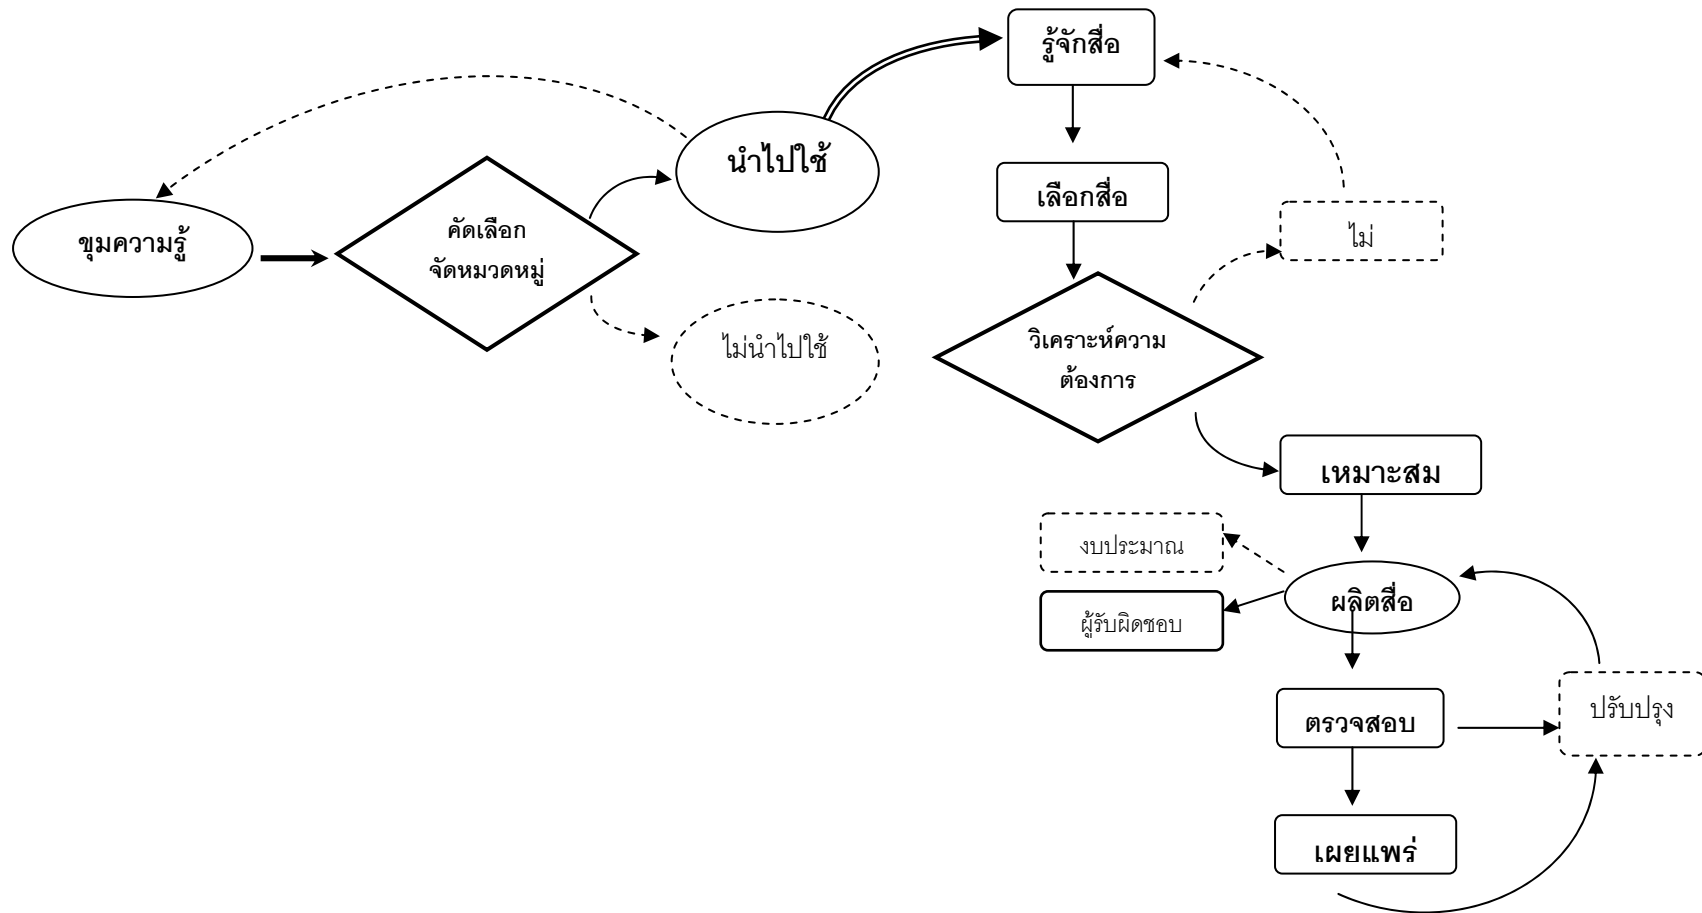 รู้จักสื่อ
นำไปใช้
เลือกสื่อ
ขุมความรู้
คัดเลือก
จัดหมวดหมู่
ไม่
ไม่นำไปใช้
วิเคราะห์ความ
ต้องการ
เหมาะสม
งบประมาณ
ผลิตสื่อ
ผู้รับผิดชอบ
ตรวจสอบ
ปรับปรุง
เผยแพร่